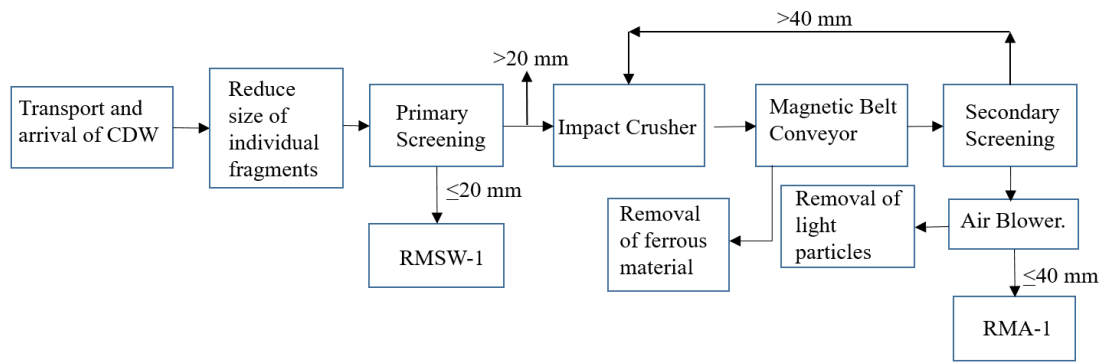 >40 mm
>20 mm
Transport and
arrival of CDW
Reduce
size of
individual
fragments
Primary
Screening
Impact Crusher
Magnetic Belt
Conveyor
Secondary
Screening
≤20 mm
RMSW-1
Removal
of ferrous
material
Removal of
light
particles
Air Blower.
≤40 mm
RMA-1